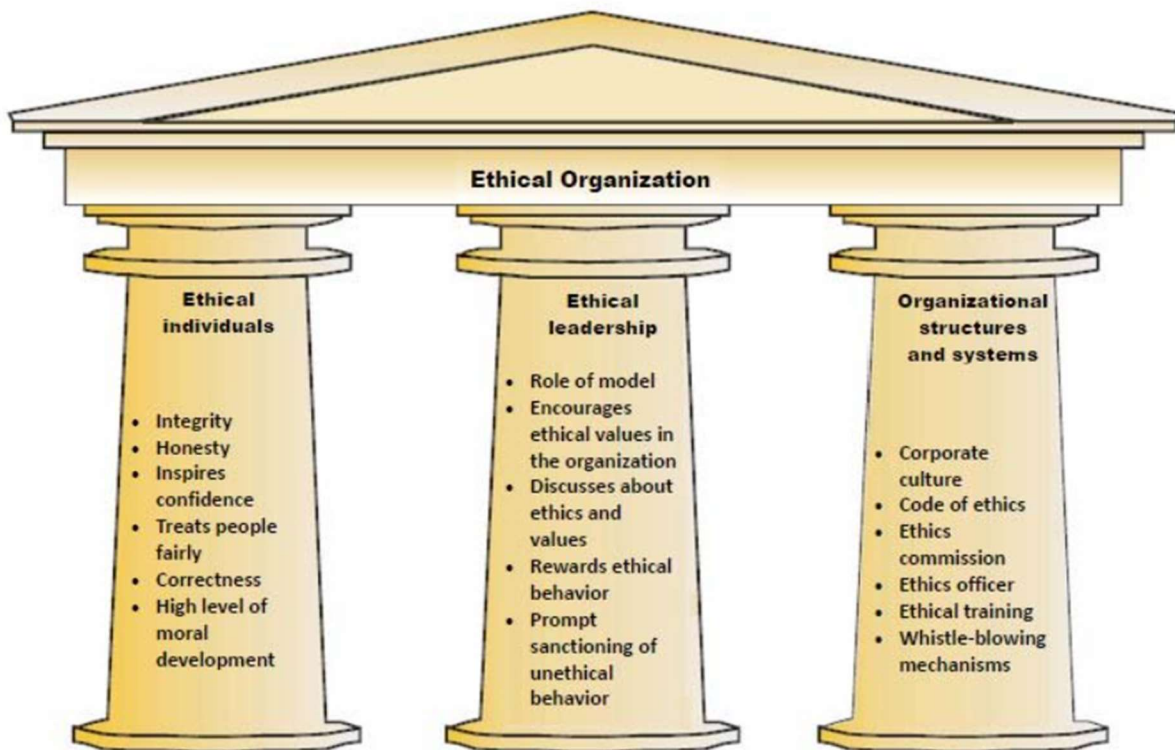 Ethical Organization
Ethical
individuals
• Integrity
• Honesty
• Inspires
confidence
• Treats people
fairly
• Correctness
• High level of
moral
development
Ethical
leadership
• Role of model
• Encourages
ethical values in
the organization
• Discusses about
ethics and
values
• Rewards ethical
behavior
• Prompt
sanctioning of
unethical
behavior
Organizational
structures
and systems
• Corporate
culture
• Code of ethics
• Ethics
commission
• Ethics officer
• Ethical training
• Whistle-blowing
mechanisms